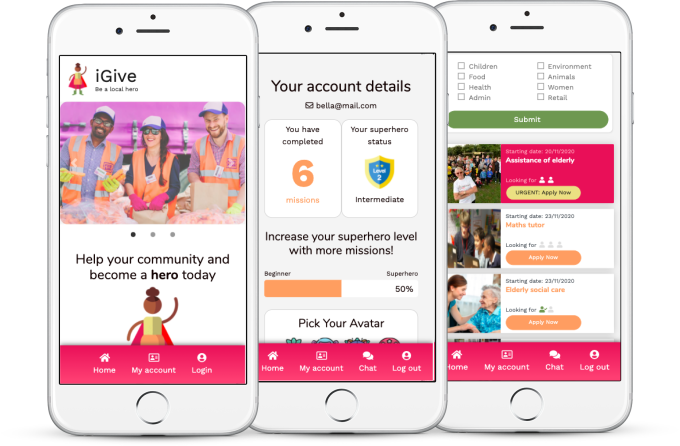 iGive
Be a local hero
Help your community and
become a hero today
Home
My account
Login
Your account details
bella@mail.com
You have
completed
6
missions
Your superhero
status
Level
2
Intermediate
Increase your superhero level
with more missions!
Beginner
Superhero
50%
Pick Your Avatar
Home
My account
Chat
Log out
Children
Food
Health
Admin
Environment
Animals
Women
Retail
Submit
Starting date: 20/11/2020
Assistance of elderly
Looking for
URGENT: Apply Now
Starting date: 23/11/2020
Maths tutor
Looking for
Apply Now
Starting date: 23/11/2020
Elderly social care
Looking for
Apply Now
Home
My account
Chat
Log out